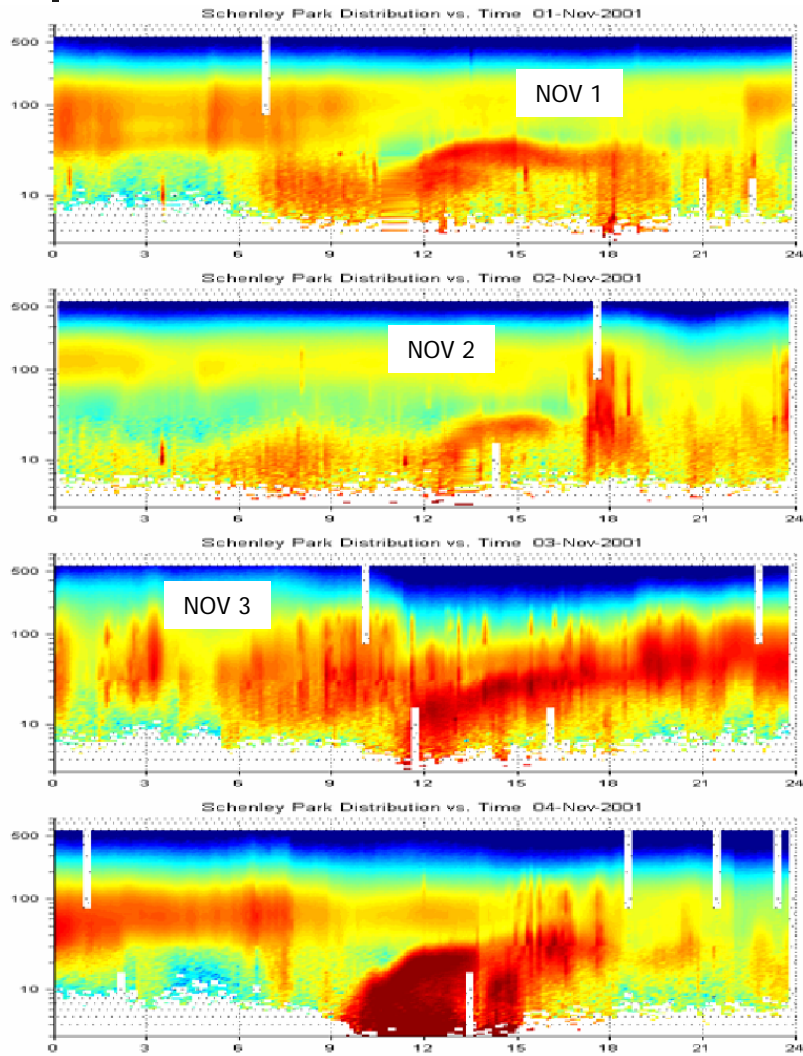 Schenley Park Distribution vs. Time 01-Nov-2001
500
NOV 1
100
10
0 3 6 9 12 15 18 21 24
Schenley Park Distribution vs. Time 02-Nov-2001
500
NOV 2
100
10
0 3 6 9 12 15 18 21 24
Schenley Park Distribution vs. Time 03-Nov-2001
500
NOV 3
100
10
0 3 6 9 12 15 18 21 24
Schenley Park Distribution vs. Time 04-Nov-2001
500
100
10
0 3 6 9 12 15 18 21 24